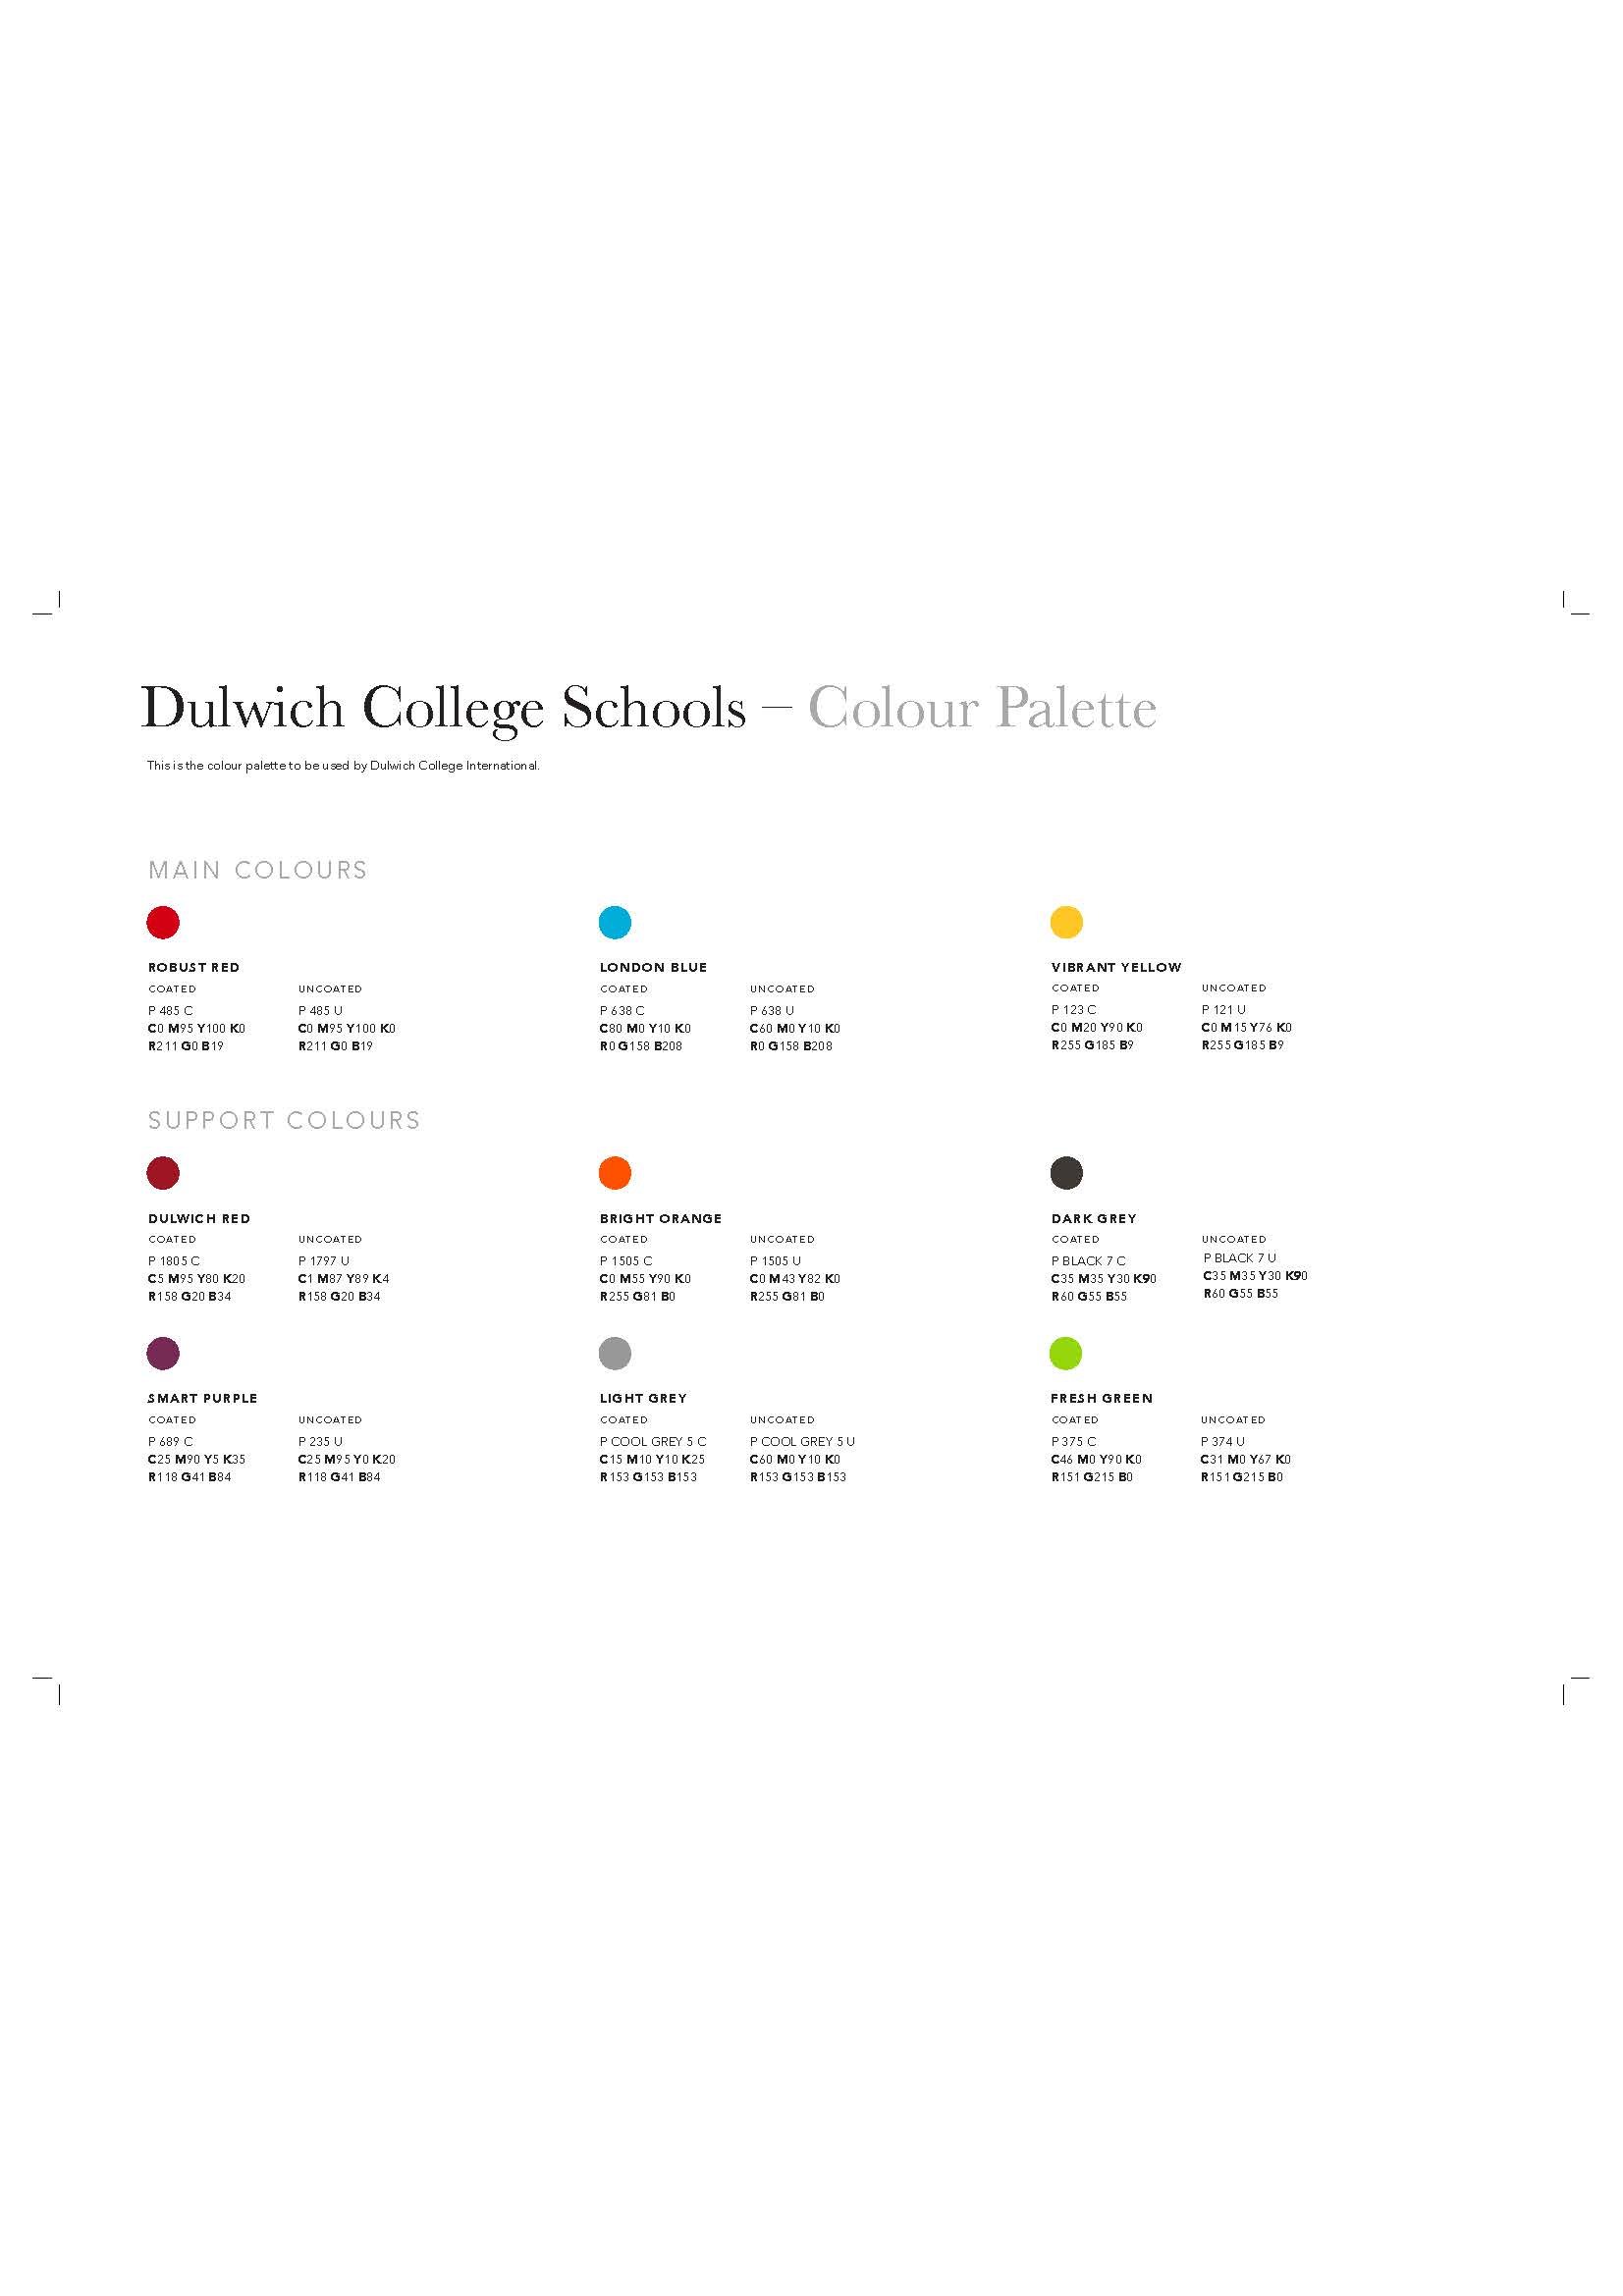 Dulwich College Schools – Colour Palette
This is the colour palette to be used by Dulwich College International.
MAIN COLOURS
ROBUST RED
COATED
P 485 C
C0 M95 Y100 K0
R211 G0 B19
UNCOATED
P 485 U
C0 M95 Y100 K0
R211 G0 B19
LONDON BLUE
COATED
P 638 C
C80 M0 Y10 K0
R0 G158 B208
UNCOATED
P 638 U
C60 M0 Y10 K0
R0 G158 B208
VIBRANT YELLOW
COATED
P 123 C
C0 M20 Y90 K0
R255 G185 B9
UNCOATED
P 121 U
C0 M15 Y76 K0
R255 G185 B9
SUPPORT COLOURS
DULWICH RED
COATED
P 1805 C
C5 M95 Y80 K20
R158 G20 B34
UNCOATED
P 1797 U
C1 M87 Y89 K4
R158 G20 B34
BRIGHT ORANGE
COATED
P 1505 C
C0 M55 Y90 K0
R255 G81 B0
UNCOATED
P 1505 U
C0 M43 Y82 K0
R255 G81 B0
DARK GREY
COATED
P BLACK 7 C
C35 M35 Y30 K90
R60 G55 B55
UNCOATED
P BLACK 7 U
C35 M35 Y30 K90
R60 G55 B55
SMART PURPLE
COATED
P 689 C
C25 M90 Y5 K35
R118 G41 B84
UNCOATED
P 235 U
C25 M95 Y0 K20
R118 G41 B84
LIGHT GREY
COATED
P COOL GREY 5 C
C15 M10 Y10 K25
R153 G153 B153
UNCOATED
P COOL GREY 5 U
C60 M0 Y10 K0
R153 G153 B153
FRESH GREEN
COATED
P 375 C
C46 M0 Y90 K0
R151 G215 B0
UNCOATED
P 374 U
C31 M0 Y67 K0
R151 G215 B0